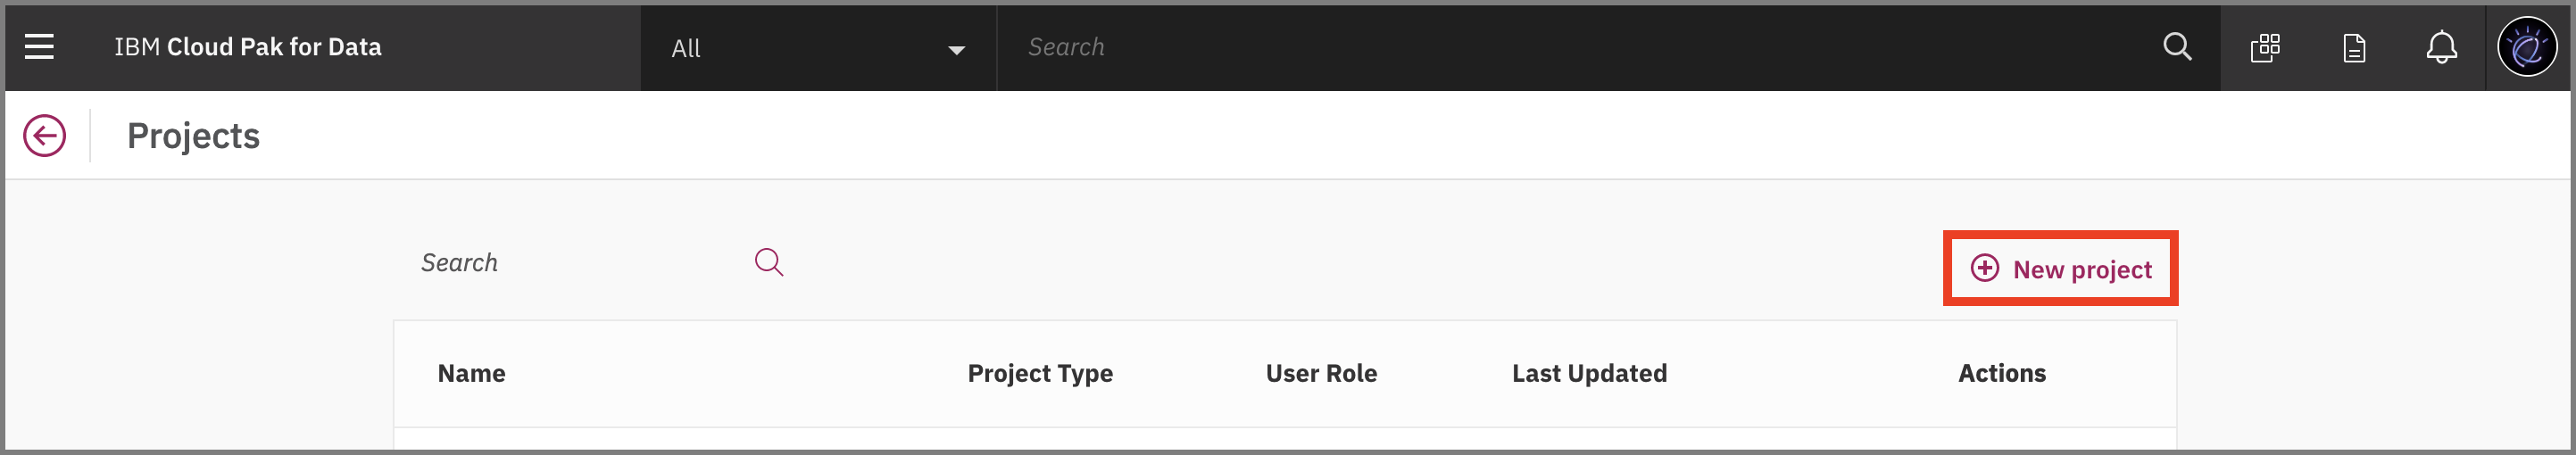 IBM Cloud Pak for Data All Search
Projects
Search New project
Name Project Type User Role Last Updated Actions